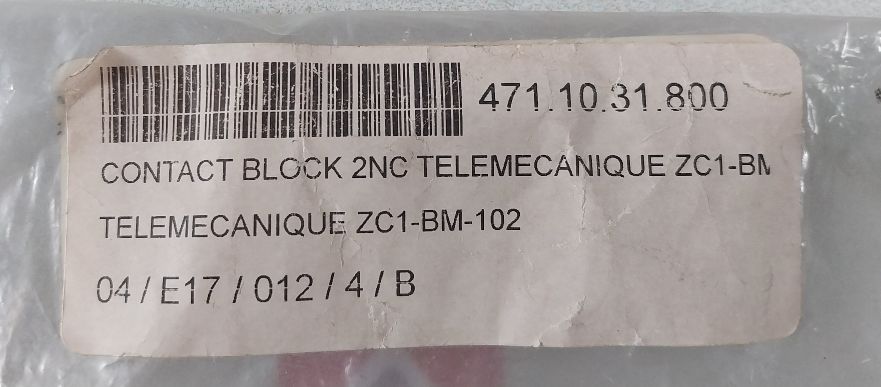 471.10.31.800
CONTACT BLOCK 2NC TELEMECANIQUE ZC1-BM
TELEMECANIQUE ZC1-BM-102
04 / E17 / 012 / 4 / B